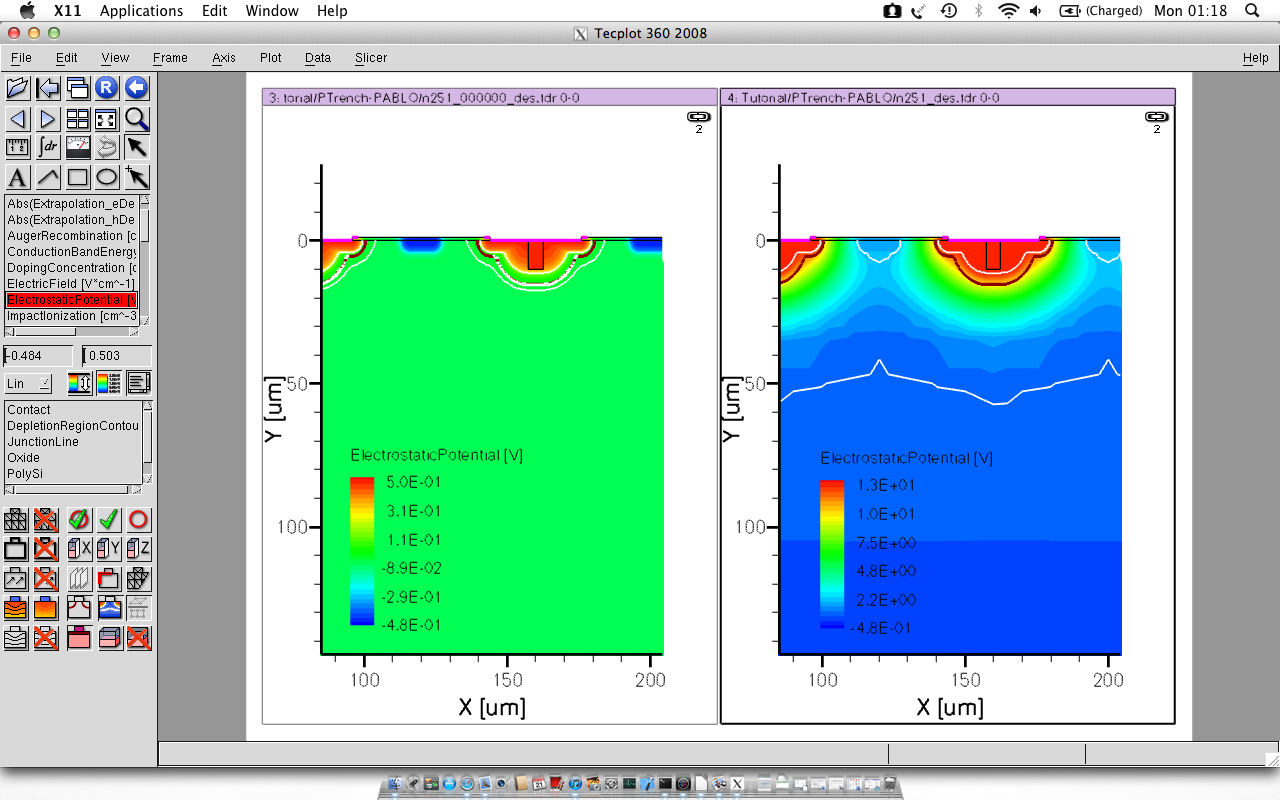 X11 Applications Edit Window Help (Charged) Mon 01:18
Tecplot 360 2008
File Edit View Frame Axis Plot Data Slicer Help
R
A
Abs(Extrapolation_eDe
Abs(Extrapolation_hDe
AugerRecombination [c
ConductionBandEnergy
DopingConcentration [c
ElectricField [V*cm^-1]
ElectrostaticPotential [V
ImpactIonization [cm^-3
-0.484 0.503
Lin
Contact
DepletonRegionContou
JunctionLine
Oxide
PolySi
X Y Z
3: torial/PTrench-PABLO/n251_000000_des.tdr 0-0
2
0
50
100
Y [um]
ElectrostaticPotential [V]
5.0E-01
3.1E-01
1.1E-01
-8.9E-02
-2.9E-01
-4.8E-01
100 150 200
X [um]
4: Tutorial/PTrench-PABLO/n251_des.tdr 0-0
2
0
50
100
Y [um]
ElectrostaticPotential [V]
1.3E+01
1.0E+01
7.5E+00
4.8E+00
2.2E+00
-4.8E-01
100 150 200
X [um]